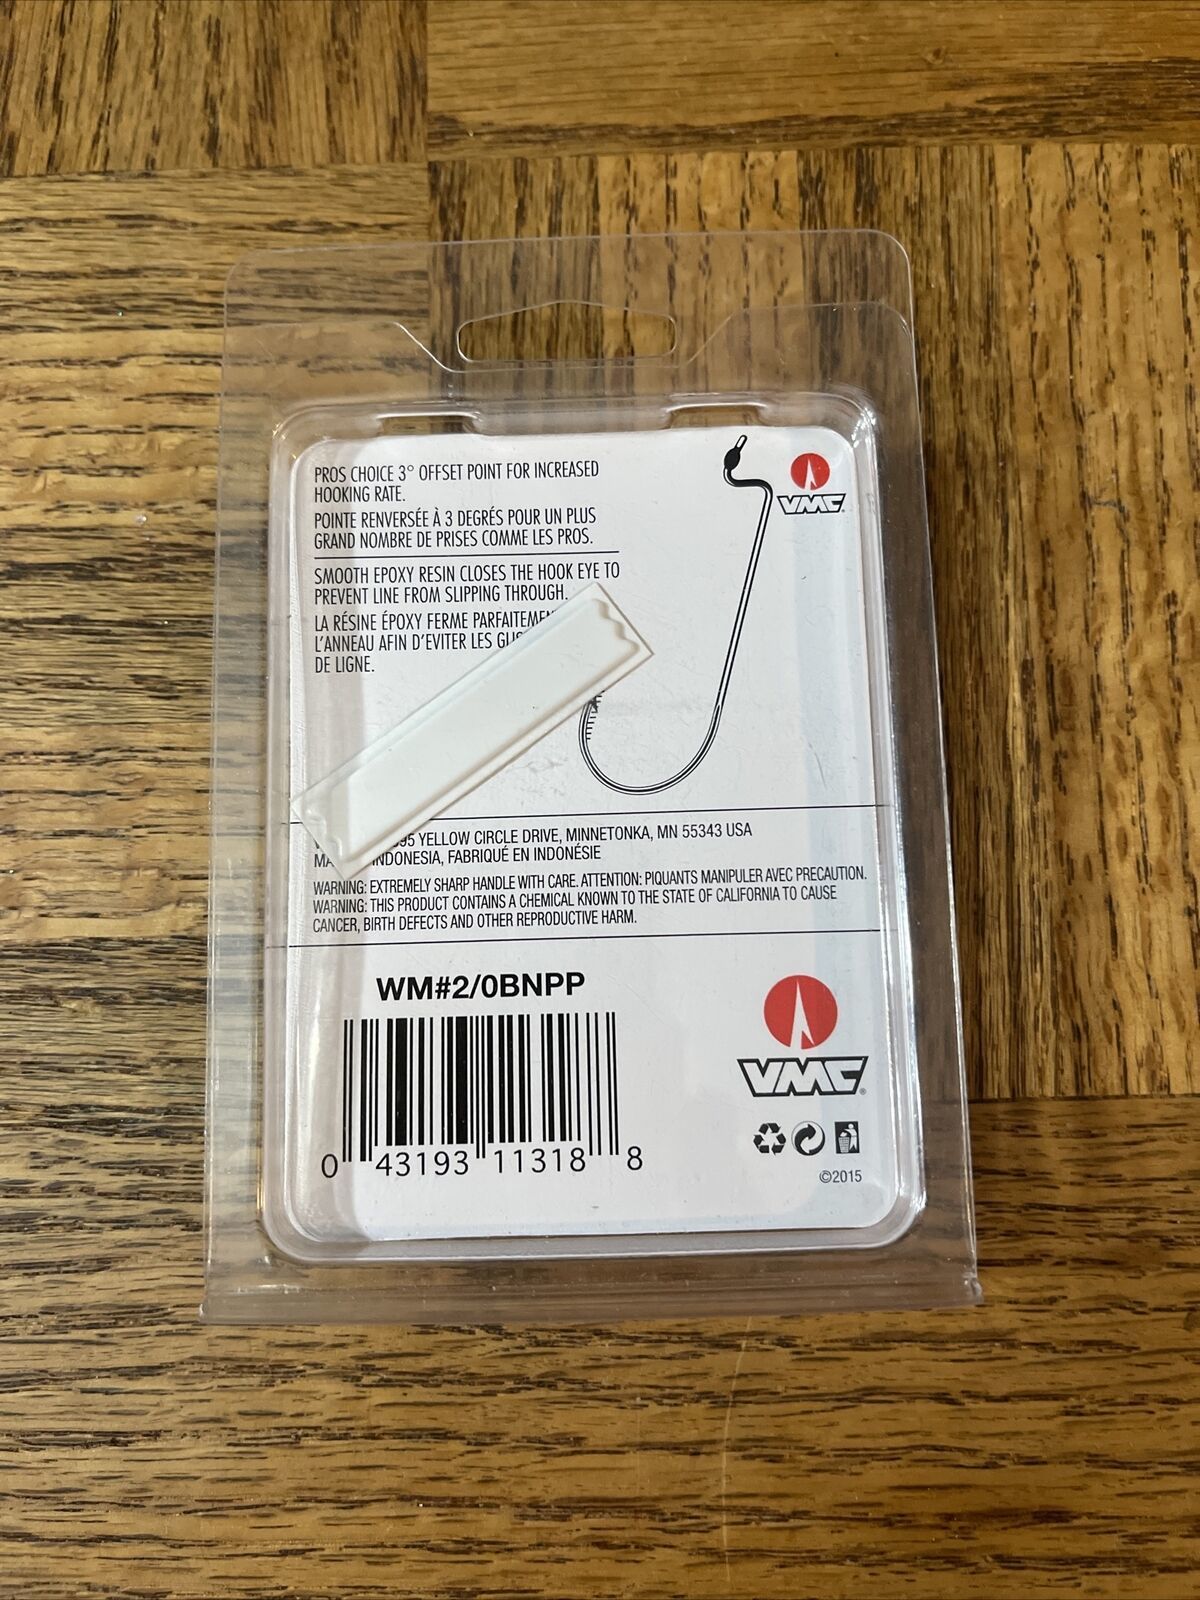 PROS CHOICE 3° OFFSET POINT FOR INCREASED
HOOKING RATE.
POINTE RENVERSÉE À 3 DEGRÉS POUR UN PLUS
GRAND NOMBRE DE PRISES COMME LES PROS.
SMOOTH EPOXY RESIN CLOSES THE HOOK EYE TO
PREVENT LINE FROM SLIPPING THROUGH.
LA RÉSINE ÉPOXY FERME
L'ANNEAU AFIN D'EVITER LES
DE LIGNE.
VMC®
YELLOW CIRCLE DRIVE, MINNETONKA, MN 55343 USA
INDONESIA, FABRIQUÉ EN INDONÉSIE
WARNING: EXTREMELY SHARP HANDLE WITH CARE. ATTENTION: PIQUANTS MANIPULER AVEC PRECAUTION.
WARNING: THIS PRODUCT CONTAINS A CHEMICAL KNOWN TO THE STATE OF CALIFORNIA TO CAUSE
CANCER, BIRTH DEFECTS AND OTHER REPRODUCTIVE HARM.
WM#2/0BNPP
0 43193 11318 8
VMC®
©2015